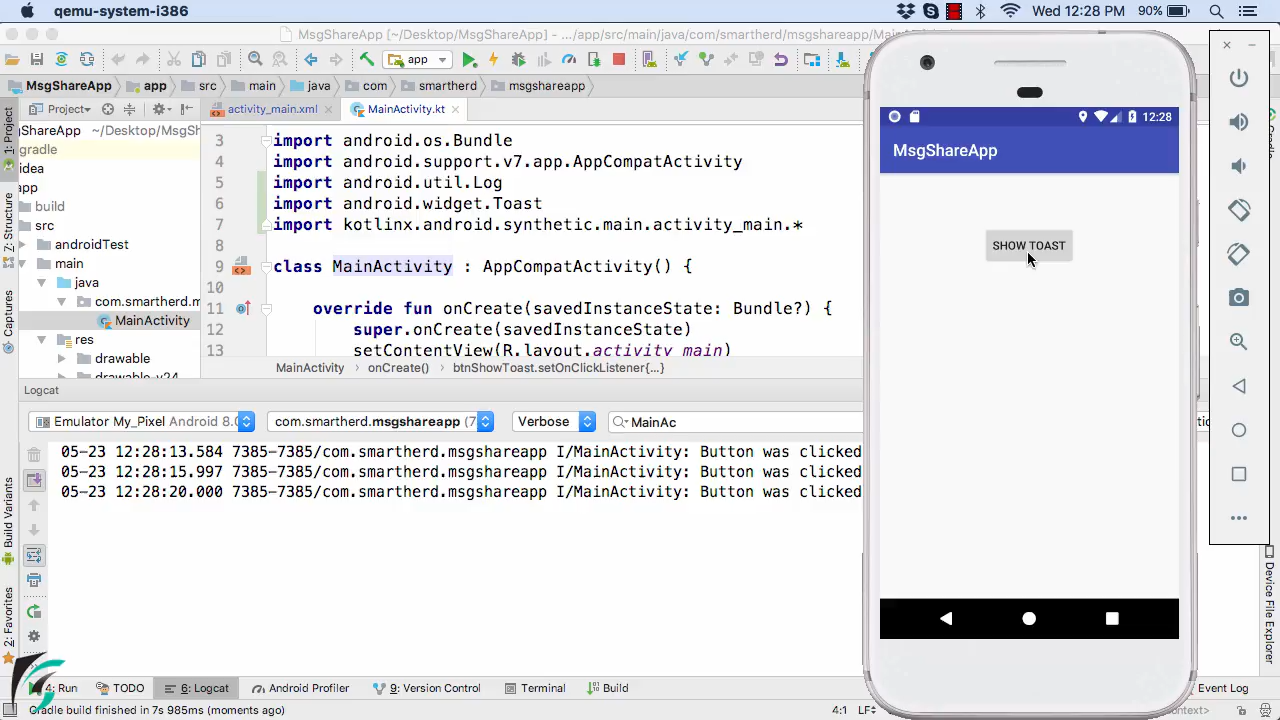 qemu-system-i386
Wed 12:28 PM 90%
MsgShareApp [~/Desktop/MsgShareApp] - .../app/src/main/java/com/smartherd/msgshareapp/Main
app
MsgShareApp app src main java com smartherd msgshareapp
Project activity_main.xml MainActivity.kt
ShareApp ~/Desktop/MsgSh
gradle
idea
app
build
src
androidTest
main
java
com.smartherd.m
MainActivity
res
drawable
drawable-v24
1: Project
Z: Structure
Captures
Build Variants
2: Favorites
3 import android.os.Bundle
4 import android.support.v7.app.AppCompatActivity
5 import android.util.Log
6 import android.widget.Toast
7 import kotlinx.android.synthetic.main.activity_main.*
8
9 class MainActivity : AppCompatActivity() {
10
11 override fun onCreate(savedInstanceState: Bundle?) {
12 super.onCreate(savedInstanceState)
13 setContentView(R.layout.activity_main)
MainActivity onCreate() btnShowToast.setOnClickListener{...}
Logcat
Emulator My_Pixel Android 8.0 com.smartherd.msgshareapp (7 Verbose MainAc
05-23 12:28:13.584 7385-7385/com.smartherd.msgshareapp I/MainActivity: Button was clicked
05-23 12:28:15.997 7385-7385/com.smartherd.msgshareapp I/MainActivity: Button was clicked
05-23 12:28:20.000 7385-7385/com.smartherd.msgshareapp I/MainActivity: Button was clicked
4: Run TODO 6: Logcat Android Profiler 9: Version Control Terminal Build Event Log
Gradle build finished in 7s 985ms (moments ago) 4:1 LF context>
12:28
MsgShareApp
SHOW TOAST
Device File Explorer